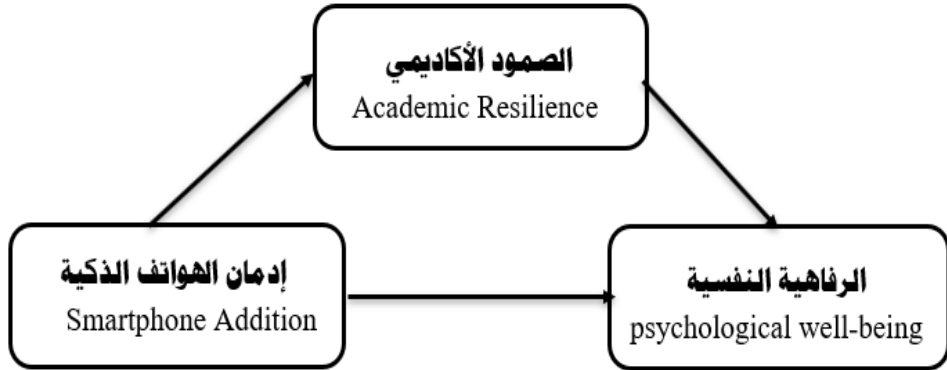 الصمود الأكاديمي
Academic Resilience
إدمان الهواتف الذكية
Smartphone Addition
الرفاهية النفسية
psychological well-being